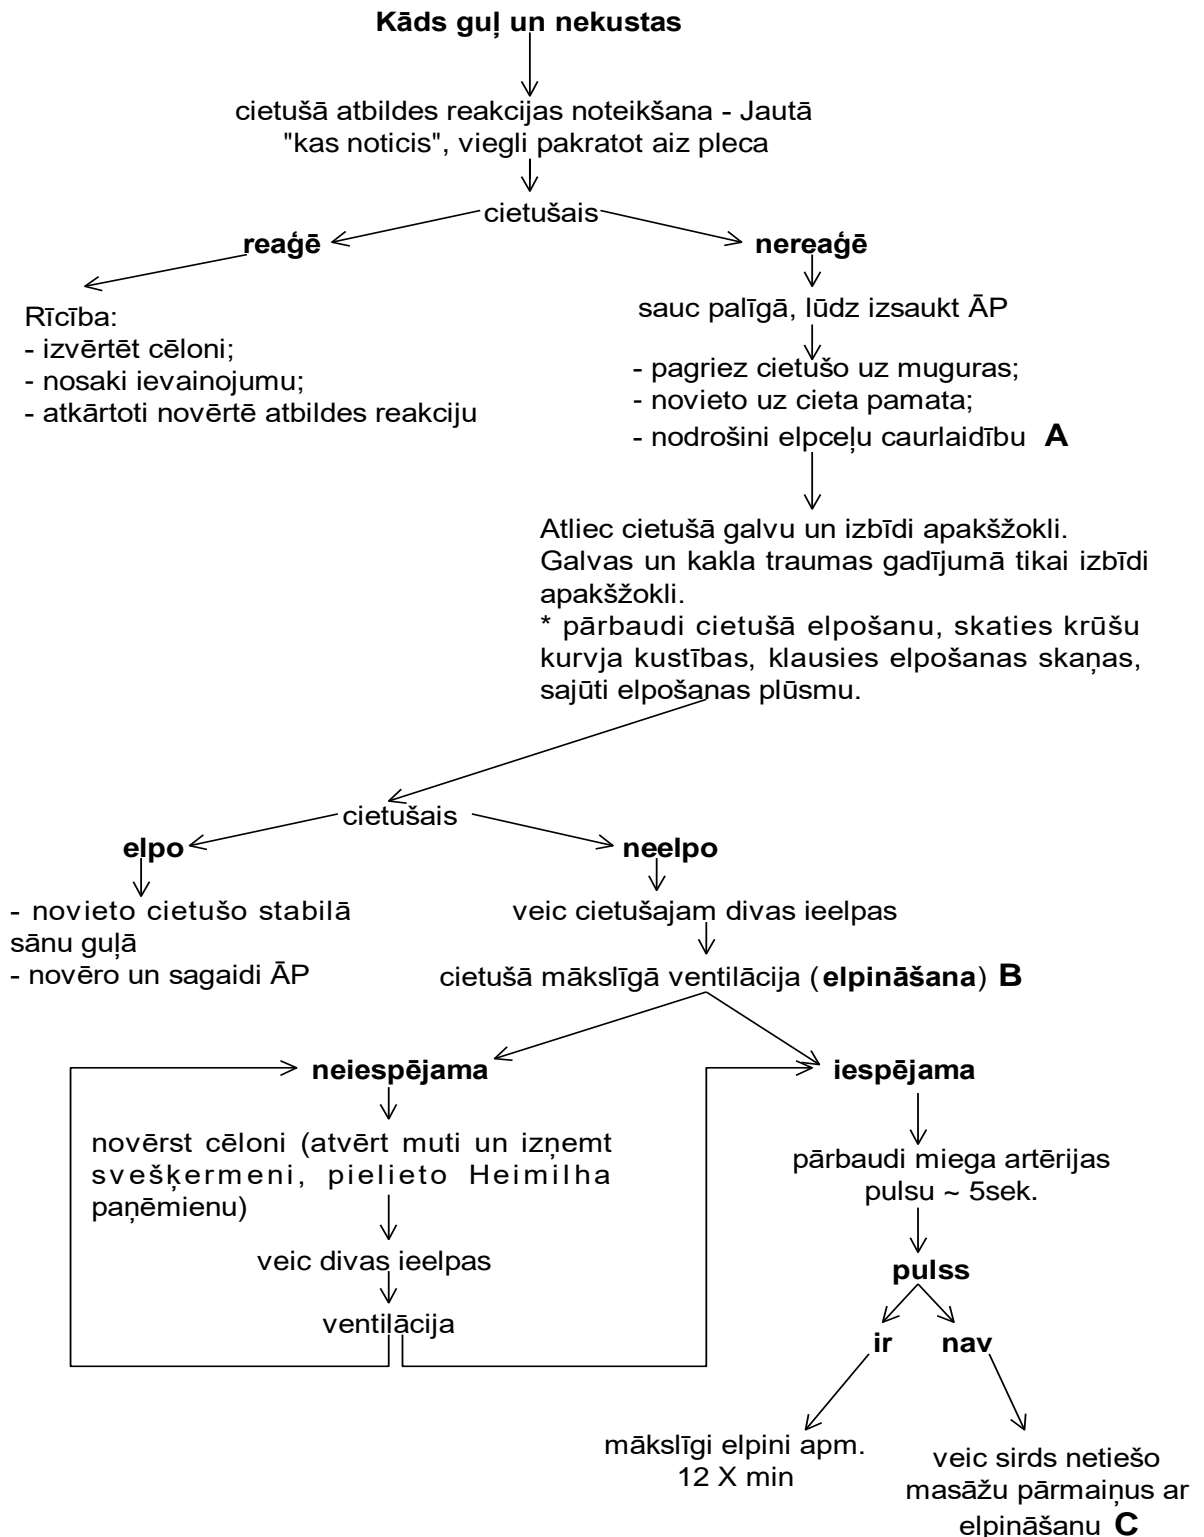 Kāds guļ un nekustas
cietušā atbildes reakcijas noteikšana - Jautā
"kas noticis", viegli pakratot aiz pleca
cietušais
reaģē
nereaģē
Rīcība:
- izvērtēt cēloni;
- nosaki ievainojumu;
- atkārtoti novērtē atbildes reakciju
sauc palīgā, lūdz izsaukt ĀP
- pagriez cietušo uz muguras;
- novieto uz cieta pamata;
- nodrošini elpceļu caurlaidību A
Atliec cietušā galvu un izbīdi apakšžokli.
Galvas un kakla traumas gadījumā tikai izbīdi
apakšžokli.
* pārbaudi cietušā elpošanu, skaties krūšu
kurvja kustības, klausies elpošanas skaņas,
sajūti elpošanas plūsmu.
cietušais
elpo
neelpo
- novieto cietušo stabilā
sānu guļā
- novēro un sagaidi ĀP
veic cietušajam divas ieelpas
cietušā mākslīgā ventilācija (elpināšana) B
neiespējama
iespējama
novērst cēloni (atvērt muti un izņemt
svešķermeni, pielieto Heimilha
paņēmienu)
veic divas ieelpas
ventilācija
pārbaudi miega artērijas
pulsu ~ 5sek.
pulss
ir nav
mākslīgi elpini apm.
12 X min
veic sirds netiešo
masāžu pārmaiņus ar
elpināšanu C